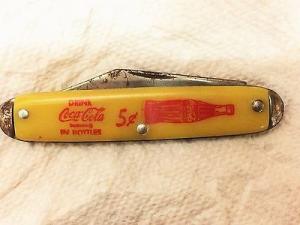 DRINK
Coca-Cola
IN BOTTLES
5¢